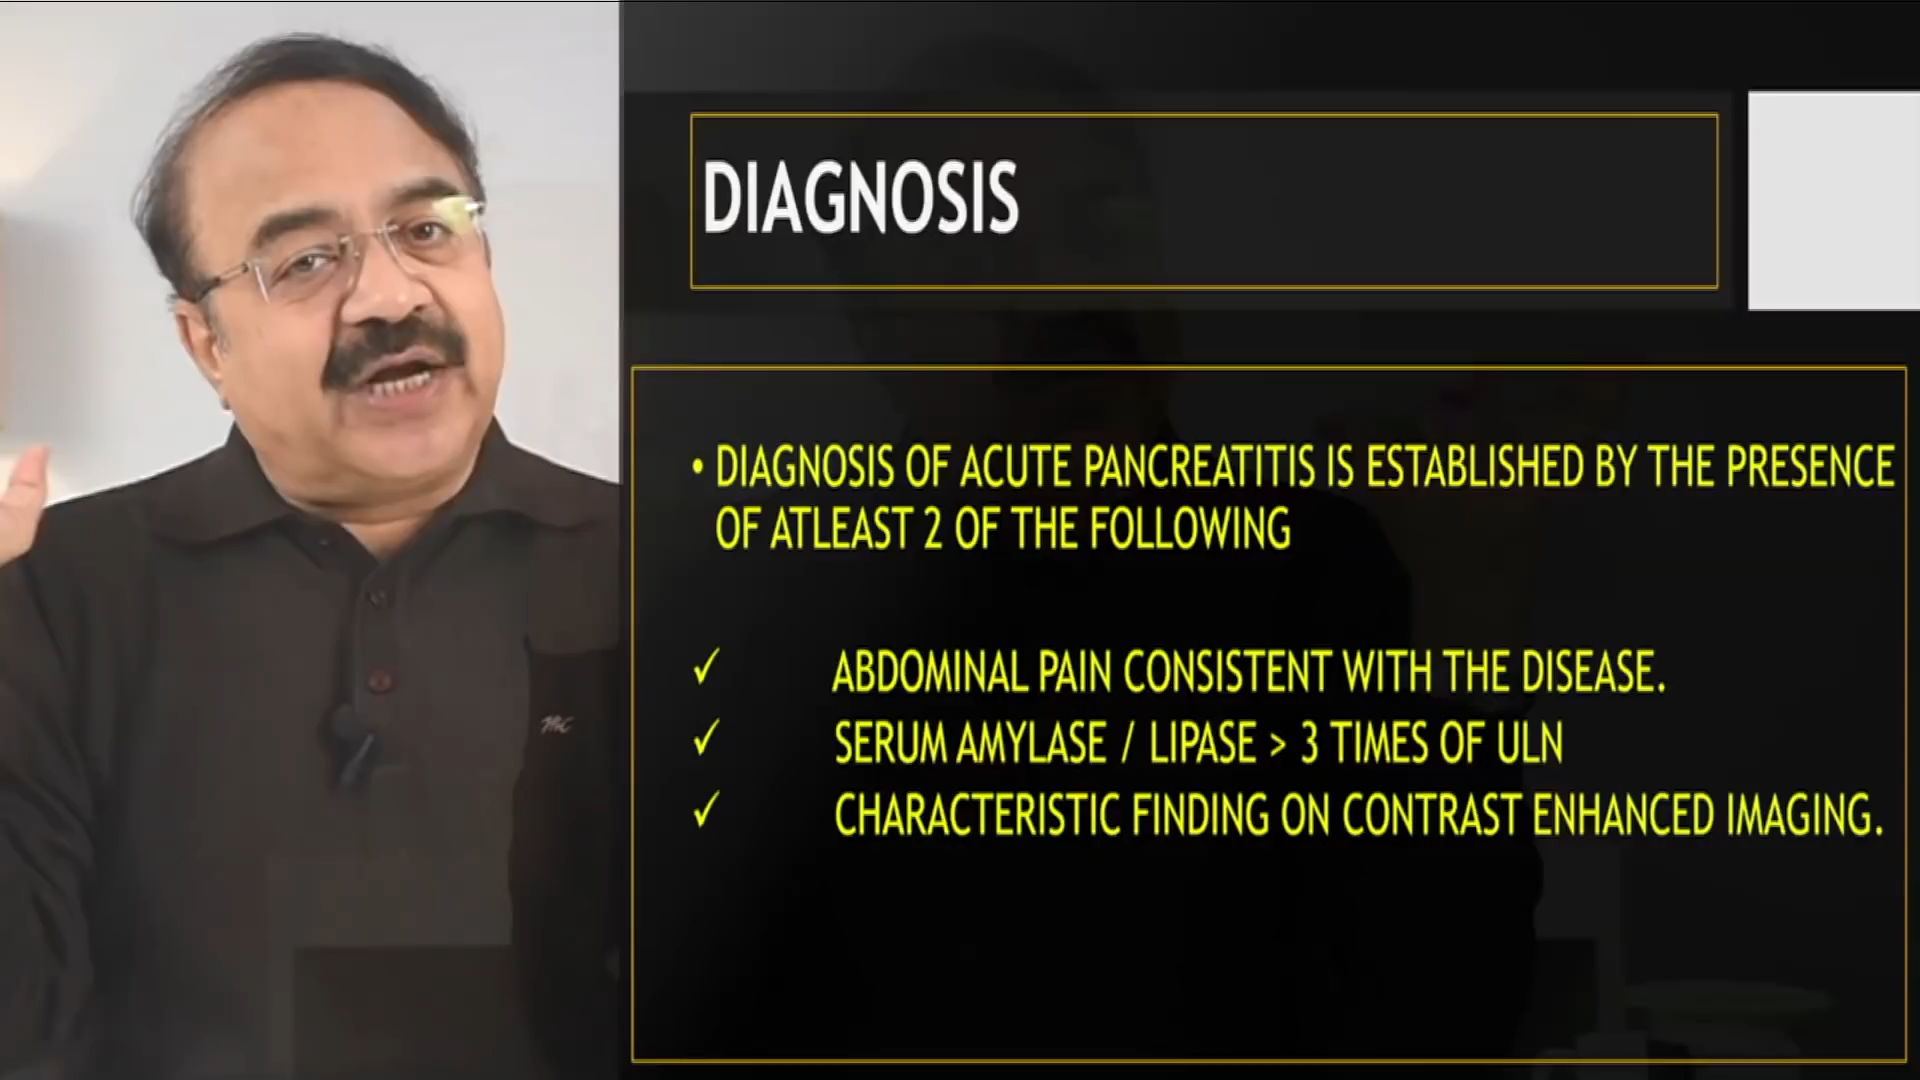 DIAGNOSIS
• DIAGNOSIS OF ACUTE PANCREATITIS IS ESTABLISHED BY THE PRESENCE
OF ATLEAST 2 OF THE FOLLOWING
✓ ABDOMINAL PAIN CONSISTENT WITH THE DISEASE.
✓ SERUM AMYLASE / LIPASE > 3 TIMES OF ULN
✓ CHARACTERISTIC FINDING ON CONTRAST ENHANCED IMAGING.